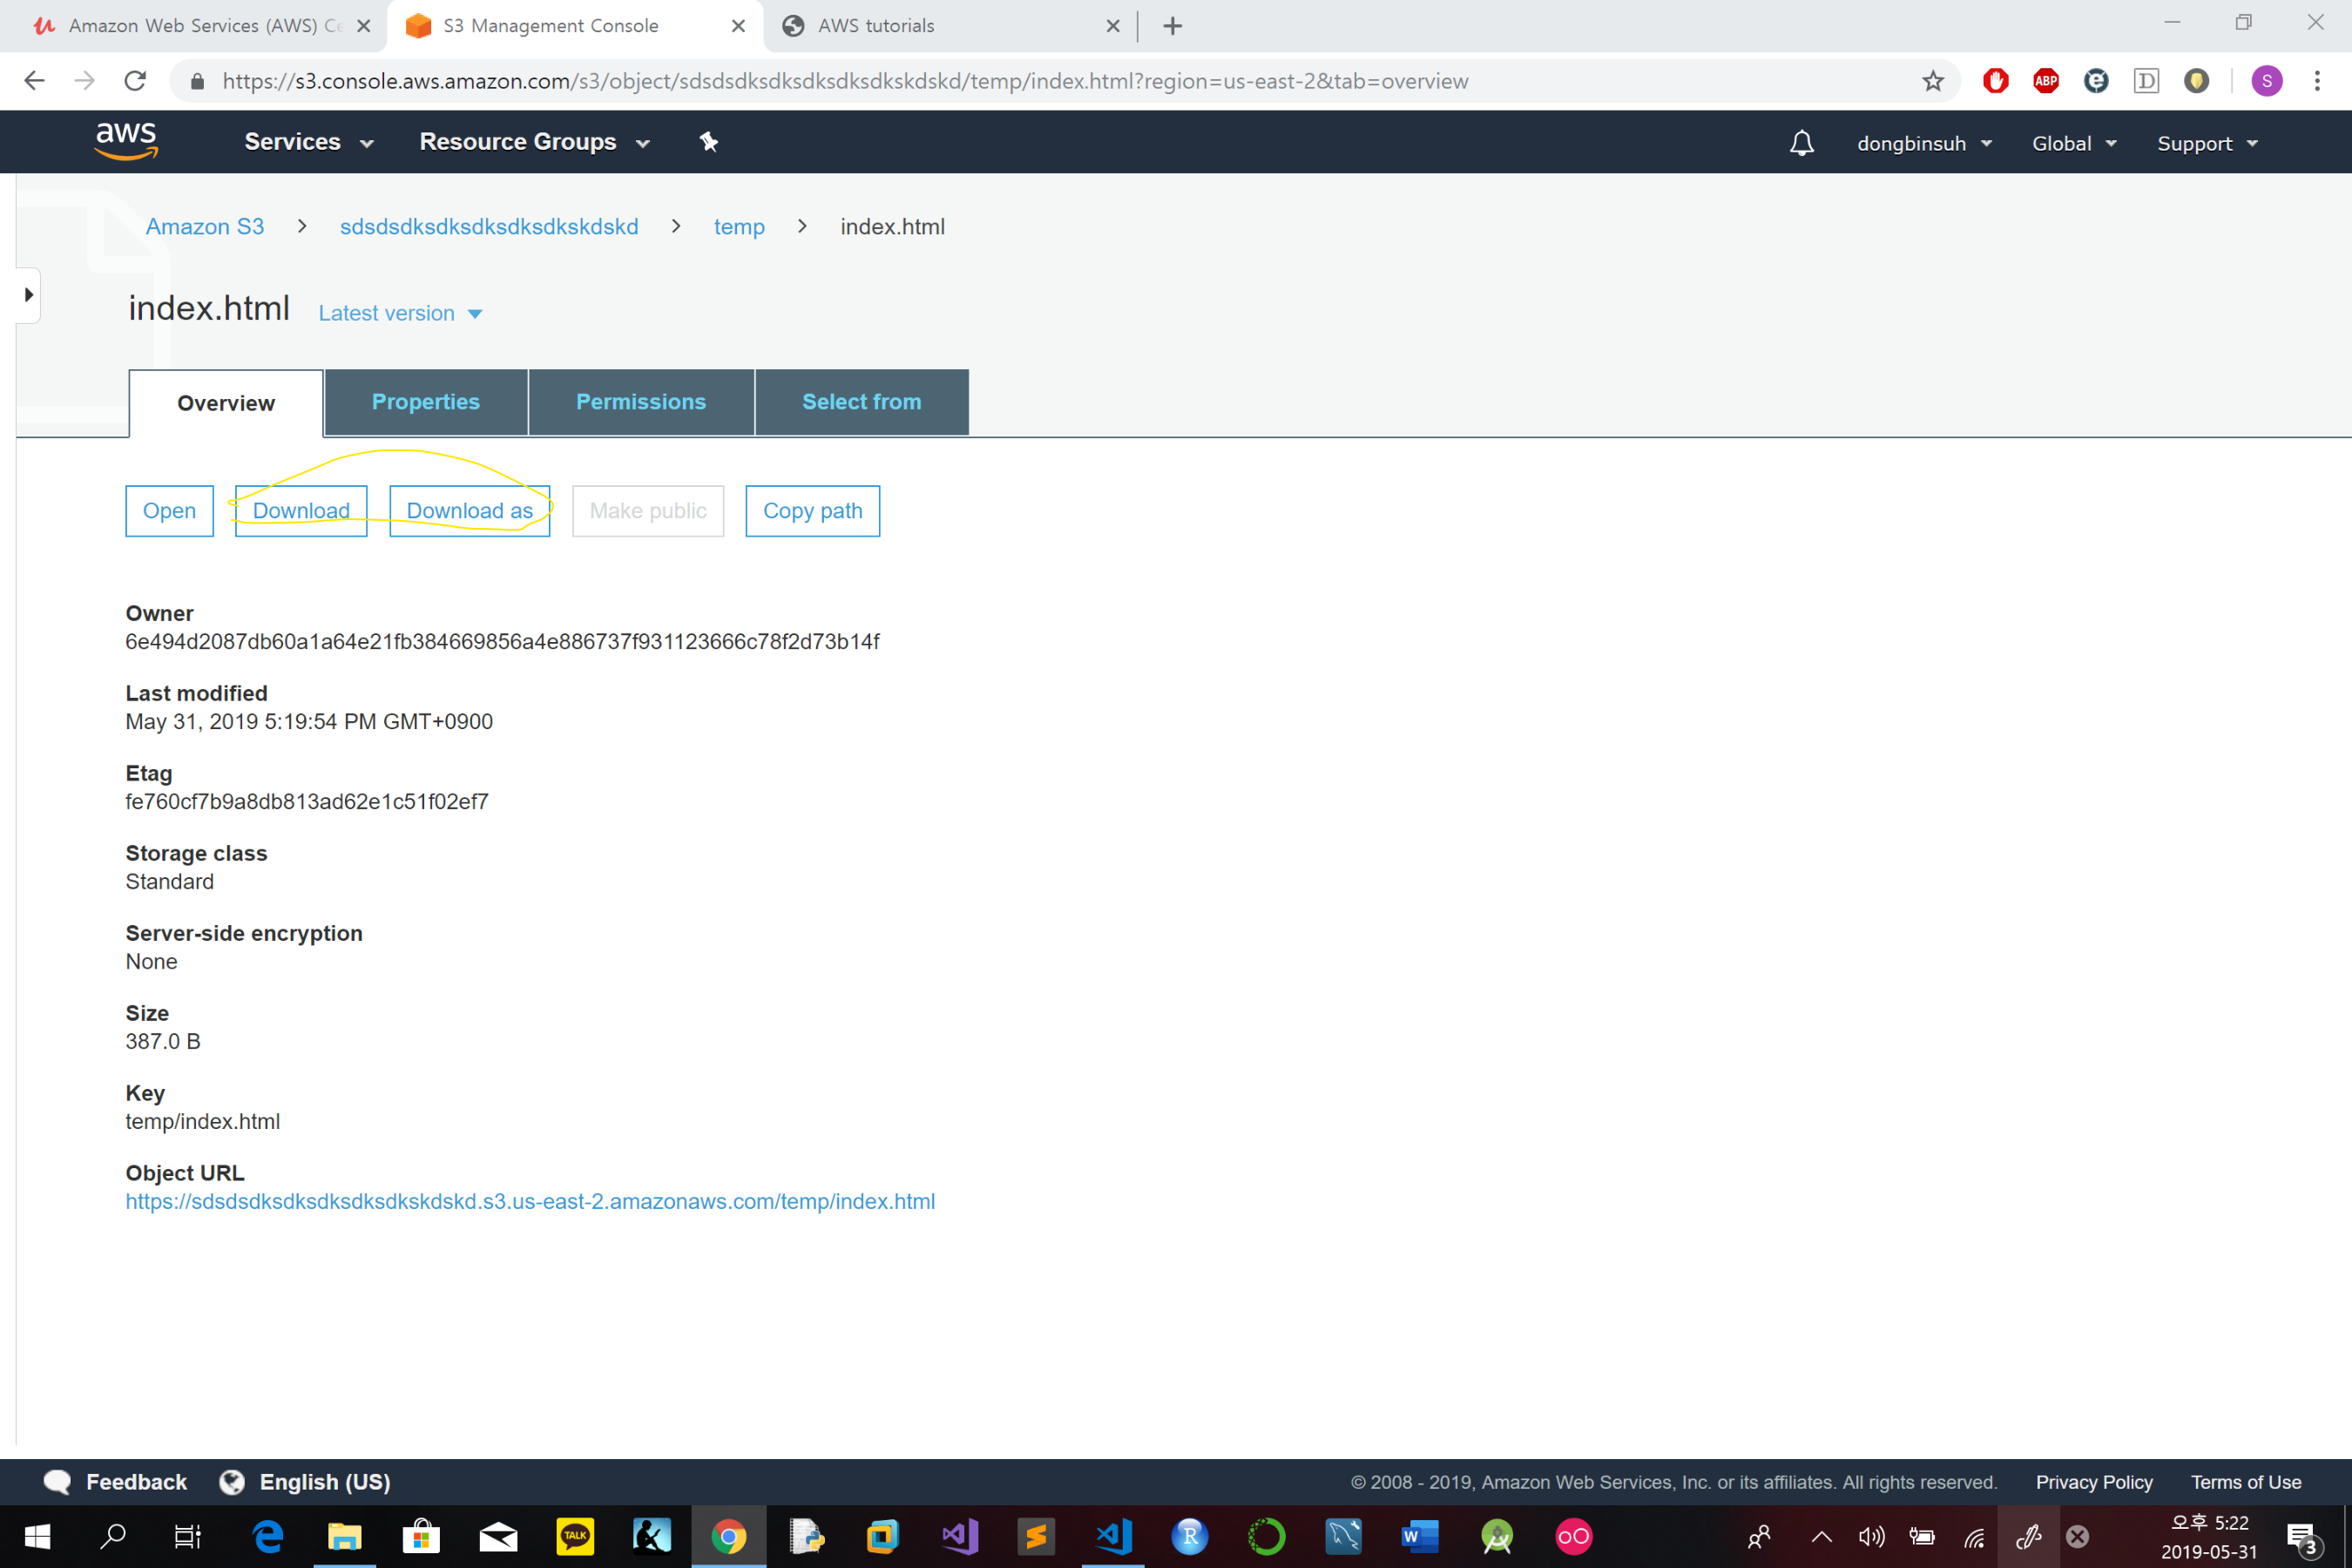 Amazon Web Services (AWS) Ce
S3 Management Console
AWS tutorials
https://s3.console.aws.amazon.com/s3/object/sdsdsdksdksdksdksdkskdskd/temp/index.html?region=us-east-2&tab=overview
ABP
e
D
S
aws
Services
Resource Groups
dongbinsuh
Global
Support
Amazon S3 > sdsdsdksdksdksdksdkskdskd > temp > index.html
index.html
Latest version
Overview
Properties
Permissions
Select from
Open
Download
Download as
Make public
Copy path
Owner
6e494d2087db60a1a64e21fb384669856a4e886737f931123666c78f2d73b14f
Last modified
May 31, 2019 5:19:54 PM GMT+0900
Etag
fe760cf7b9a8db813ad62e1c51f02ef7
Storage class
Standard
Server-side encryption
None
Size
387.0 B
Key
temp/index.html
Object URL
https://sdsdsdksdksdksdksdkskdskd.s3.us-east-2.amazonaws.com/temp/index.html
Feedback
English (US)
© 2008 - 2019, Amazon Web Services, Inc. or its affiliates. All rights reserved.
Privacy Policy
Terms of Use
TALK
R
W
오후 5:22
2019-05-31
3